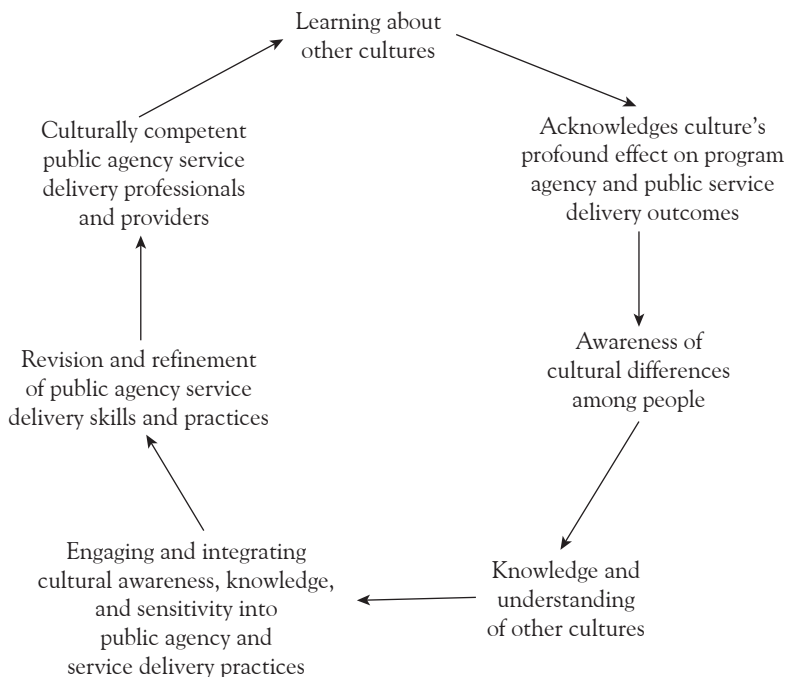 Learning about
other cultures
Acknowledges culture's
profound effect on program
agency and public service
delivery outcomes
Awareness of
cultural differences
among people
Knowledge and
understanding
of other cultures
Engaging and integrating
cultural awareness, knowledge,
and sensitivity into
public agency and
service delivery practices
Revision and refinement
of public agency service
delivery skills and practices
Culturally competent
public agency service
delivery professionals
and providers